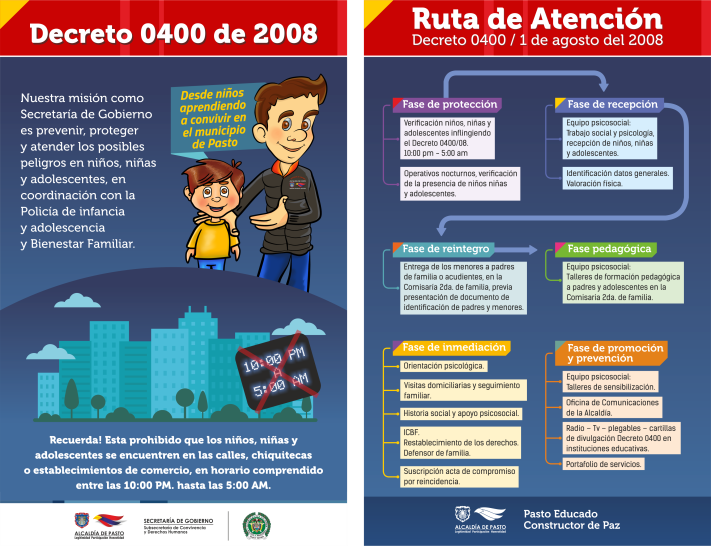 Decreto 0400 de 2008
Nuestra misión como
Secretaría de Gobierno
es prevenir, proteger
y atender los posibles
peligros en niños, niñas
y adolescentes, en
coordinación con la
Policía de infancia
y adolescencia
y Bienestar Familiar.
Desde niños
aprendiendo
a convivir en
el municipio
de Pasto
10:00 PM
A
5:00 AM
Recuerda! Esta prohibido que los niños, niñas y
adolescentes se encuentren en las calles, chiquitecas
o establecimientos de comercio, en horario comprendido
entre las 10:00 PM. hasta las 5:00 AM.
ALCALDÍA DE PASTO
Legitimidad Participación Honestidad
SECRETARÍA DE GOBIERNO
Subsecretaría de Convivencia
y Derechos Humanos
Ruta de Atención
Decreto 0400 / 1 de agosto del 2008
Fase de protección
Verificación niños, niñas y
adolescentes inflingiendo
el Decreto 0400/08.
10:00 pm – 5:00 am
Operativos nocturnos, verificación
de la presencia de niños niñas
y adolescentes.
Fase de recepción
Equipo psicosocial:
Trabajo social y psicología,
recepción de niños, niñas
y adolescentes.
Identificación datos generales.
Valoración física.
Fase de reintegro
Entrega de los menores a padres
de familia o acudientes, en la
Comisaria 2da. de familia, previa
presentación de documento de
identificación de padres y menores.
Fase pedagógica
Equipo psicosocial:
Talleres de formación pedagógica
a padres y adolescentes en la
Comisaria 2da. de familia.
Fase de inmediación
Orientación psicológica.
Visitas domiciliarias y seguimiento
familiar.
Historia social y apoyo psicosocial.
ICBF.
Restablecimiento de los derechos.
Defensor de familia.
Suscripción acta de compromiso
por reincidencia.
Fase de promoción
y prevención
Equipo psicosocial:
Talleres de sensibilización.
Oficina de Comunicaciones
de la Alcaldía.
Radio – Tv – plegables – cartillas
de divulgación Decreto 0400 en
instituciones educativas.
Portafolio de servicios.
ALCALDÍA DE PASTO
Legitimidad Participación Honestidad
Pasto Educado
Constructor de Paz